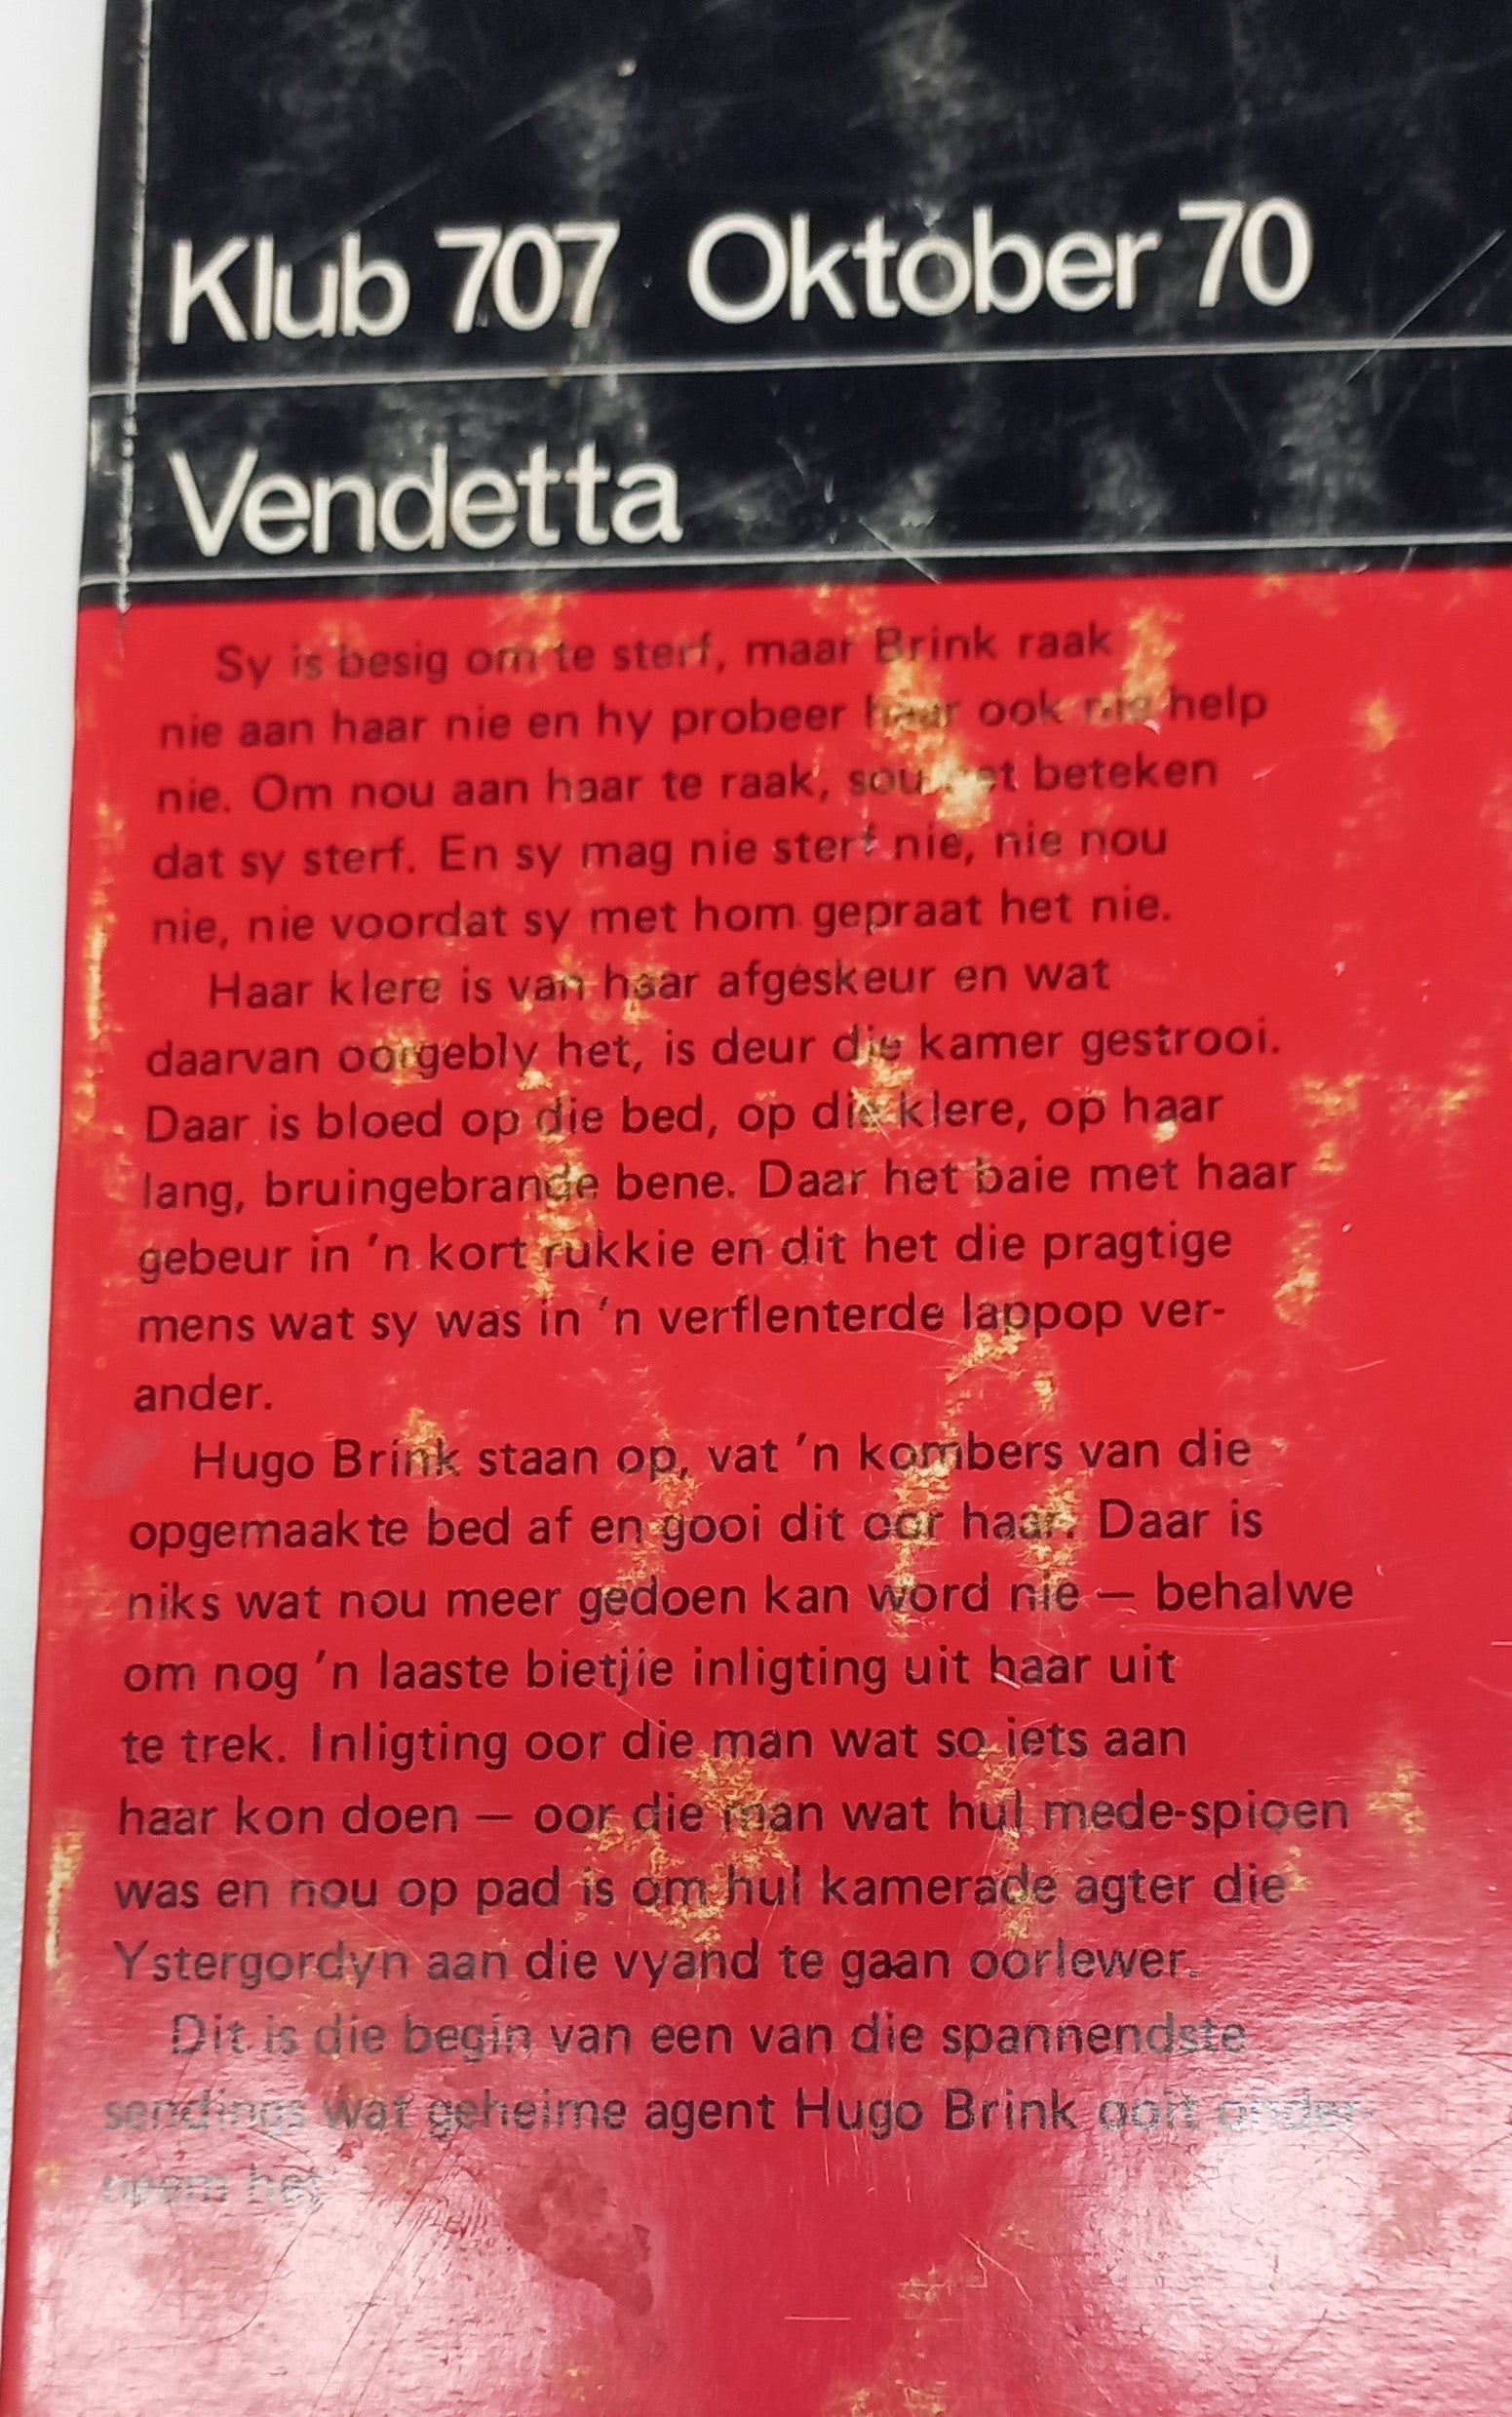 Klub 707 Oktober 70
Vendetta
Sy is besig om te sterf, maar Brink raak
nie aan haar nie en hy probeer haar ook nie help
nie. Om nou aan haar te raak, sou het beteken
dat sy sterf. En sy mag nie sterf nie, nie nou
nie, nie voordat sy met hom gepraat het nie.
Haar klere is van haar afgeskeur en wat
daarvan oorgebly het, is deur die kamer gestrooi.
Daar is bloed op die bed, op die klere, op haar
lang, bruingebrande bene. Daar het baie met haar
gebeur in 'n kort rukkie en dit het die pragtige
mens wat sy was in 'n verflenterde lappop ver-
ander.
Hugo Brink staan op, vat 'n kombers van die
opgemaakte bed af en gooi dit oor haar. Daar is
niks wat nou meer gedoen kan word nie — behalwe
om nog 'n laaste bietjie inligting uit haar uit
te trek. Inligting oor die man wat so iets aan
haar kon doen — oor die man wat hul mede-spioen
was en nou op pad is om hul kamerade agter die
Ystergordyn aan die vyand te gaan oorlewer.
Dit is die begin van een van die spannendste
sendings wat geheime agent Hugo Brink ooit onder-
neem het